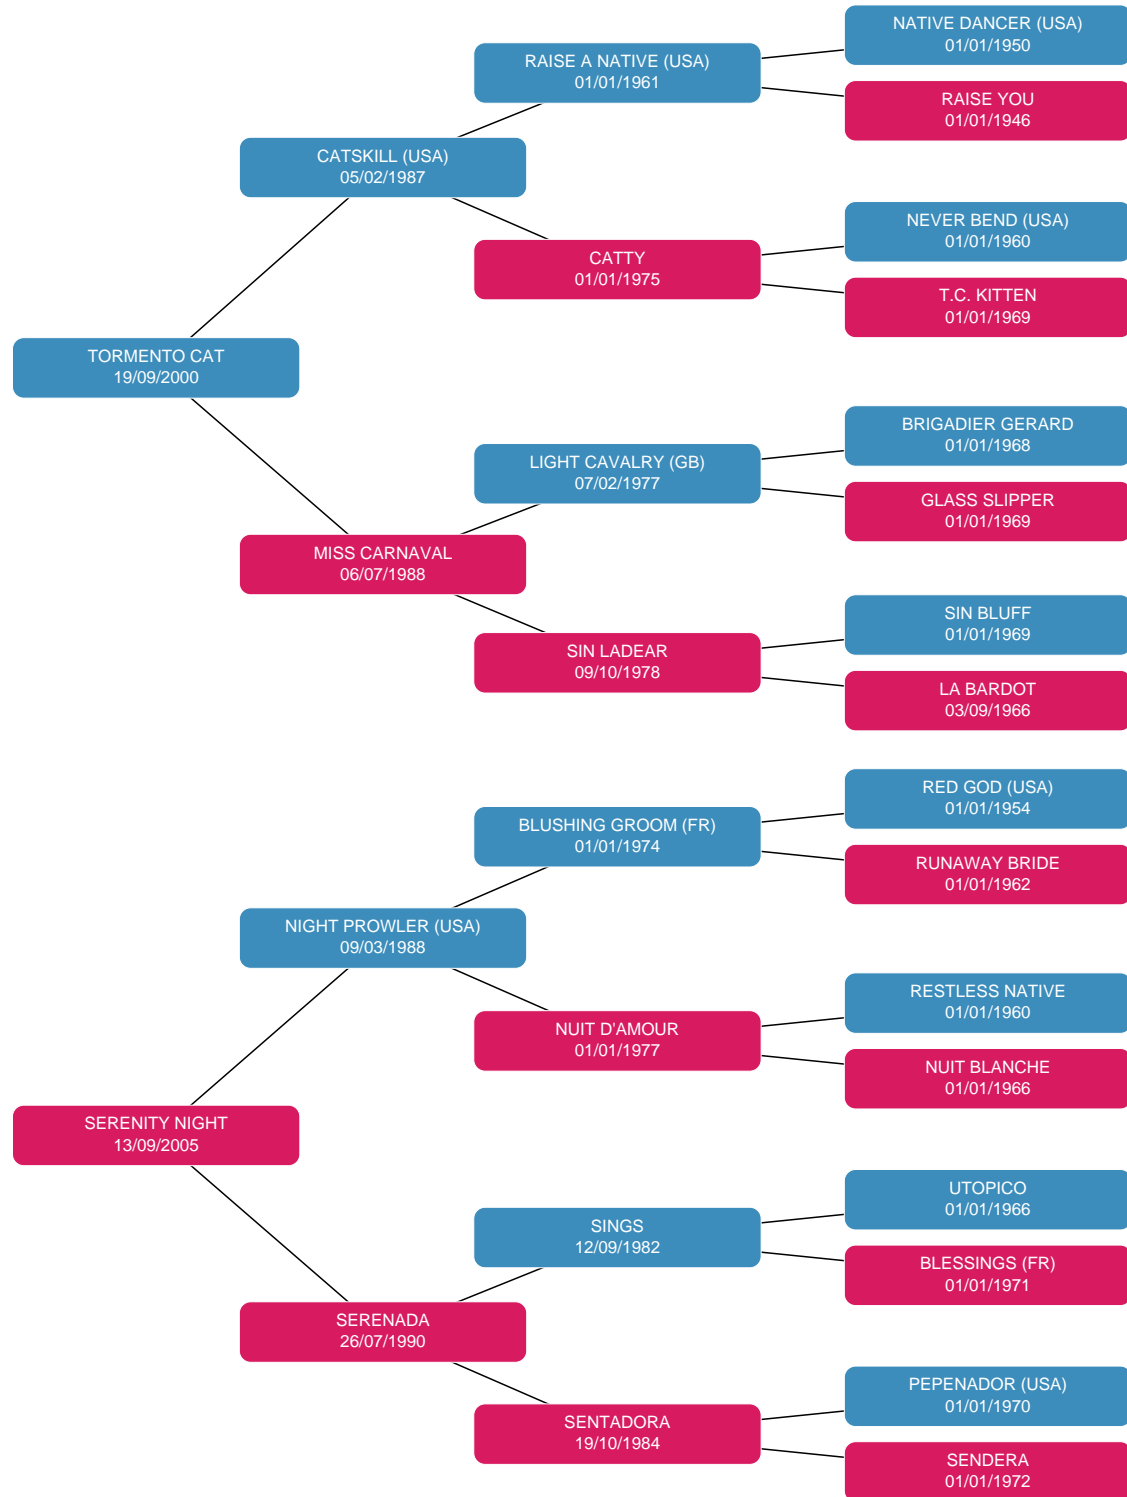 NATIVE DANCER (USA)
01/01/1950
RAISE A NATIVE (USA)
01/01/1961
RAISE YOU
01/01/1946
CATSKILL (USA)
05/02/1987
NEVER BEND (USA)
01/01/1960
CATTY
01/01/1975
T.C. KITTEN
01/01/1969
TORMENTO CAT
19/09/2000
BRIGADIER GERARD
01/01/1968
LIGHT CAVALRY (GB)
07/02/1977
GLASS SLIPPER
01/01/1969
MISS CARNAVAL
06/07/1988
SIN BLUFF
01/01/1969
SIN LADEAR
09/10/1978
LA BARDOT
03/09/1966
RED GOD (USA)
01/01/1954
BLUSHING GROOM (FR)
01/01/1974
RUNAWAY BRIDE
01/01/1962
NIGHT PROWLER (USA)
09/03/1988
RESTLESS NATIVE
01/01/1960
NUIT D'AMOUR
01/01/1977
NUIT BLANCHE
01/01/1966
SERENITY NIGHT
13/09/2005
UTOPICO
01/01/1966
SINGS
12/09/1982
BLESSINGS (FR)
01/01/1971
SERENADA
26/07/1990
PEPENADOR (USA)
01/01/1970
SENTADORA
19/10/1984
SENDERA
01/01/1972